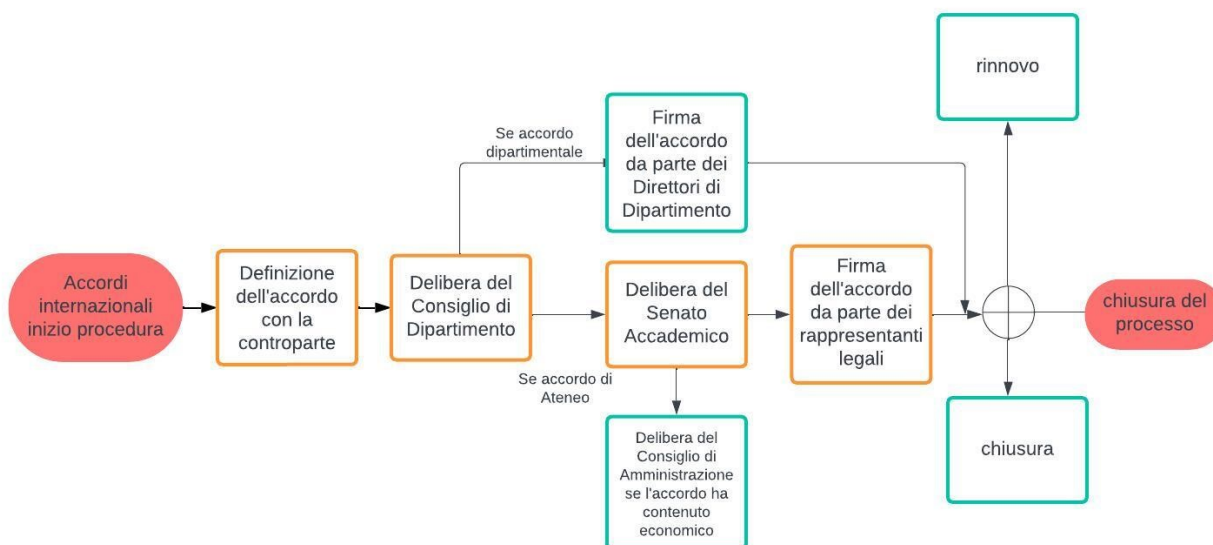 rinnovo
Se accordo
dipartimentale
Firma
dell'accordo
da parte dei
Direttori di
Dipartimento
Accordi
internazionali
inizio procedura
Definizione
dell'accordo
con la
controparte
Delibera del
Consiglio di
Dipartimento
Delibera del
Senato
Accademico
Firma
dell'accordo
da parte dei
rappresentanti
legali
chiusura del
processo
Se accordo di
Ateneo
Delibera del
Consiglio di
Amministrazione
se l'accordo ha
contenuto
economico
chiusura